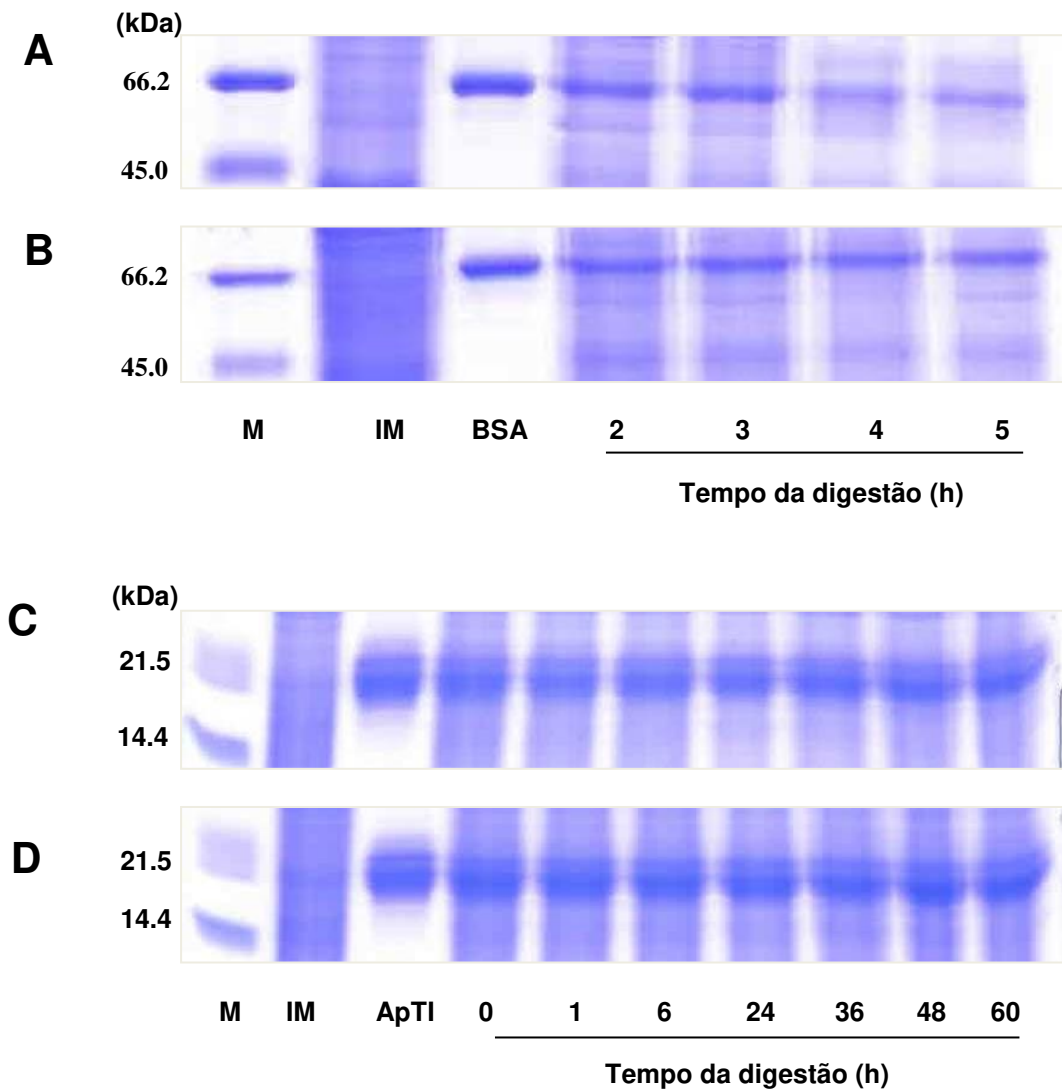 (kDa)
A
66.2
45.0
B
66.2
45.0
M IM BSA 2 3 4 5
Tempo da digestão (h)
(kDa)
C
21.5
14.4
D
21.5
14.4
M IM ApTI 0 1 6 24 36 48 60
Tempo da digestão (h)